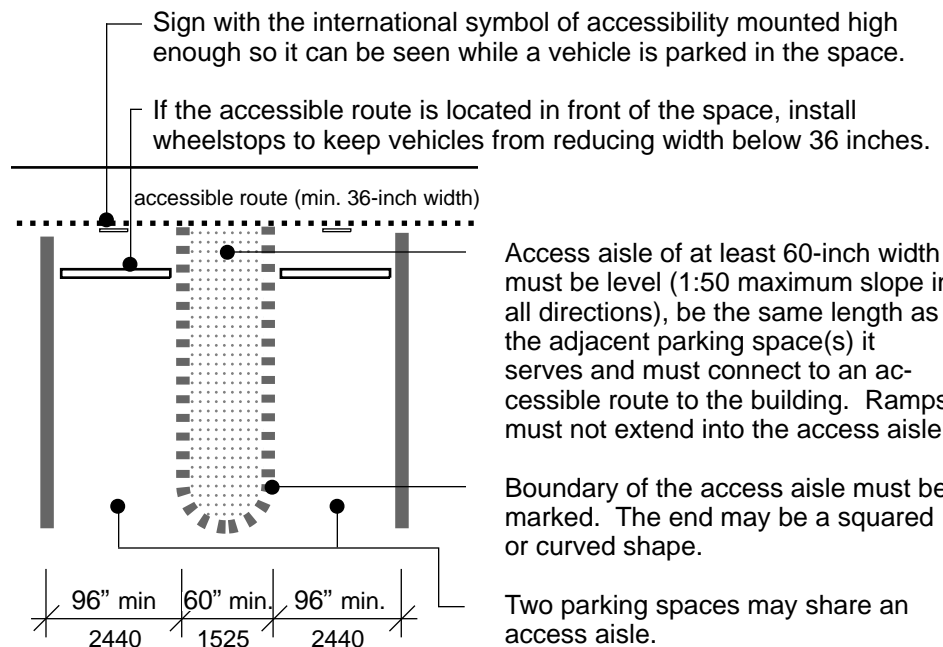 Sign with the international symbol of accessibility mounted high
enough so it can be seen while a vehicle is parked in the space.
If the accessible route is located in front of the space, install
wheelstops to keep vehicles from reducing width below 36 inches.
accessible route (min. 36-inch width)
Access aisle of at least 60-inch width
must be level (1:50 maximum slope in
all directions), be the same length as
the adjacent parking space(s) it
serves and must connect to an ac-
cessible route to the building. Ramps
must not extend into the access aisle
Boundary of the access aisle must be
marked. The end may be a squared
or curved shape.
Two parking spaces may share an
access aisle.
96” min 60” min. 96” min.
2440 1525 2440